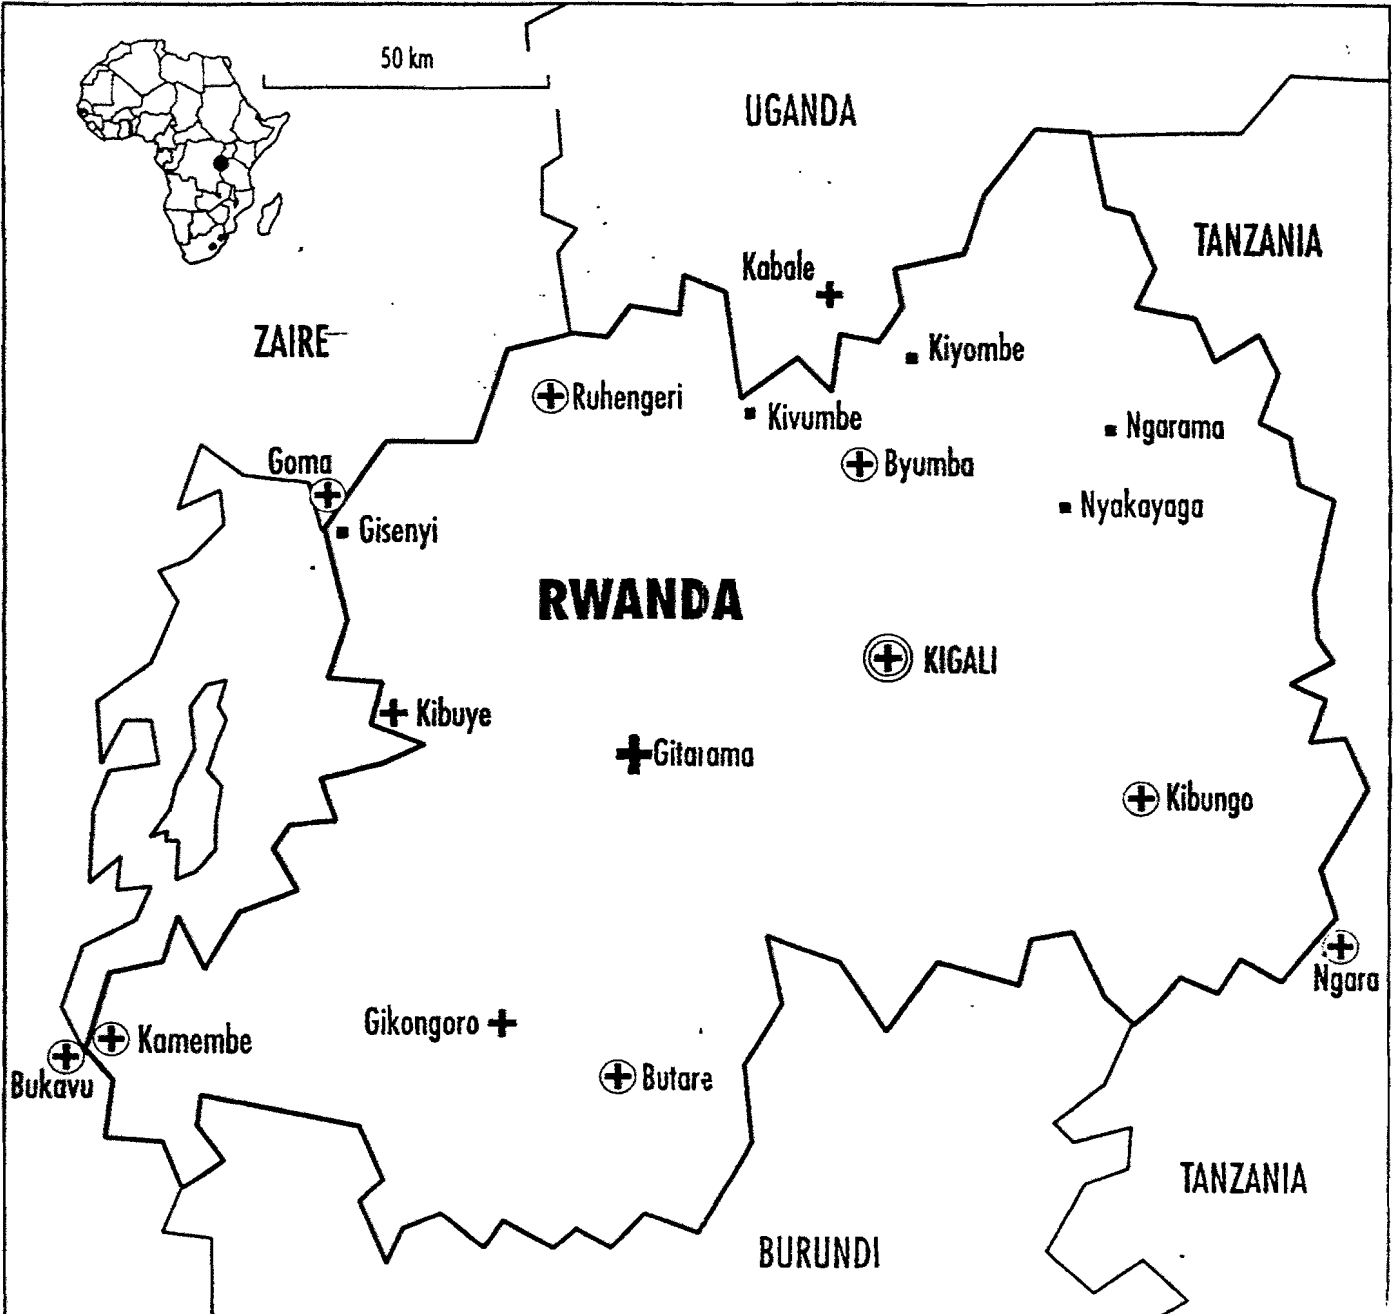 50 km
UGANDA
TANZANIA
Kabale
ZAIRE
Kiyombe
Ruhengeri
Kivumbe
Ngarama
Goma
Byumba
Nyakayaga
Gisenyi
RWANDA
KIGALI
Kibuye
Gitarama
Kibungo
Ngara
Gikongoro
Kamembe
Bukavu
Butare
TANZANIA
BURUNDI